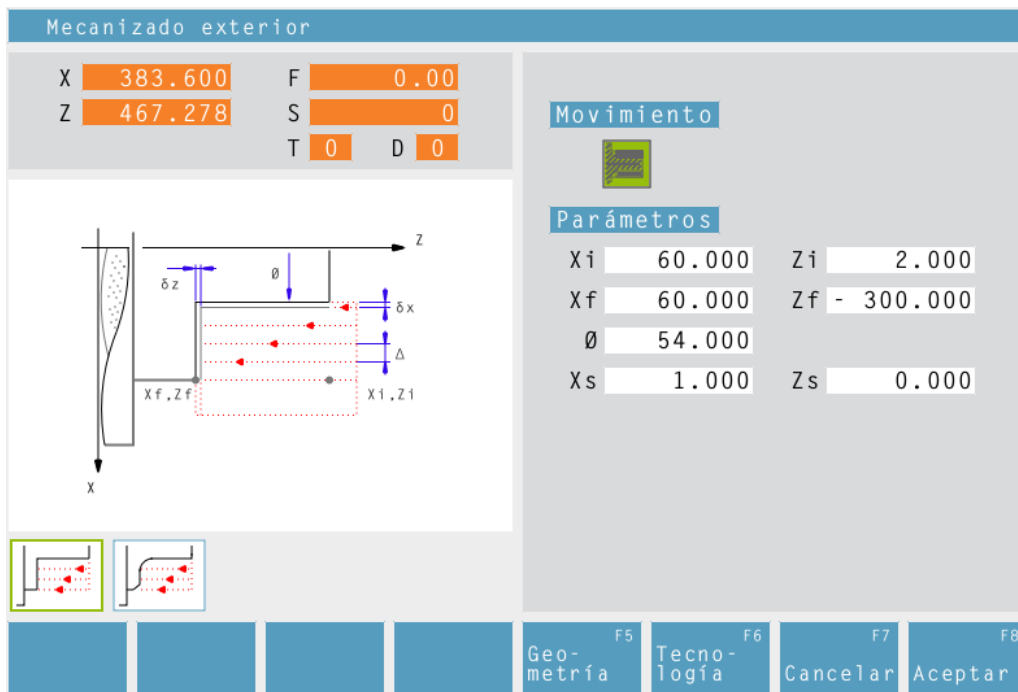 Mecanizado exterior
X 383.600 F 0.00
Z 467.278 S 0
T 0 D 0
Z
δz
Ø
δx
Δ
Xf,Zf
Xi,Zi
X
Movimiento
Parámetros
Xi 60.000 Zi 2.000
Xf 60.000 Zf - 300.000
Ø 54.000
Xs 1.000 Zs 0.000
F5
Geo-
metría
F6
Tecno-
logía
F7
Cancelar
F8
Aceptar